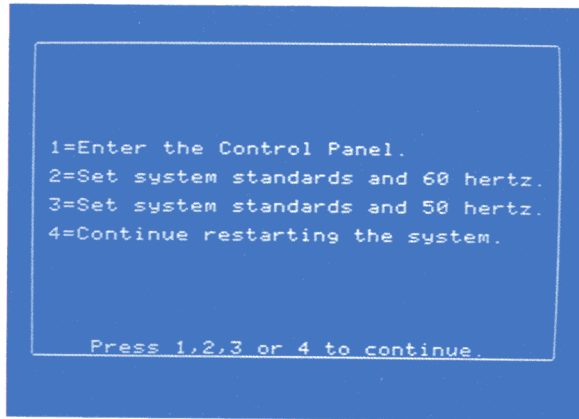 1=Enter the Control Panel.
2=Set system standards and 60 hertz.
3=Set system standards and 50 hertz.
4=Continue restarting the system.
Press 1,2,3 or 4 to continue.